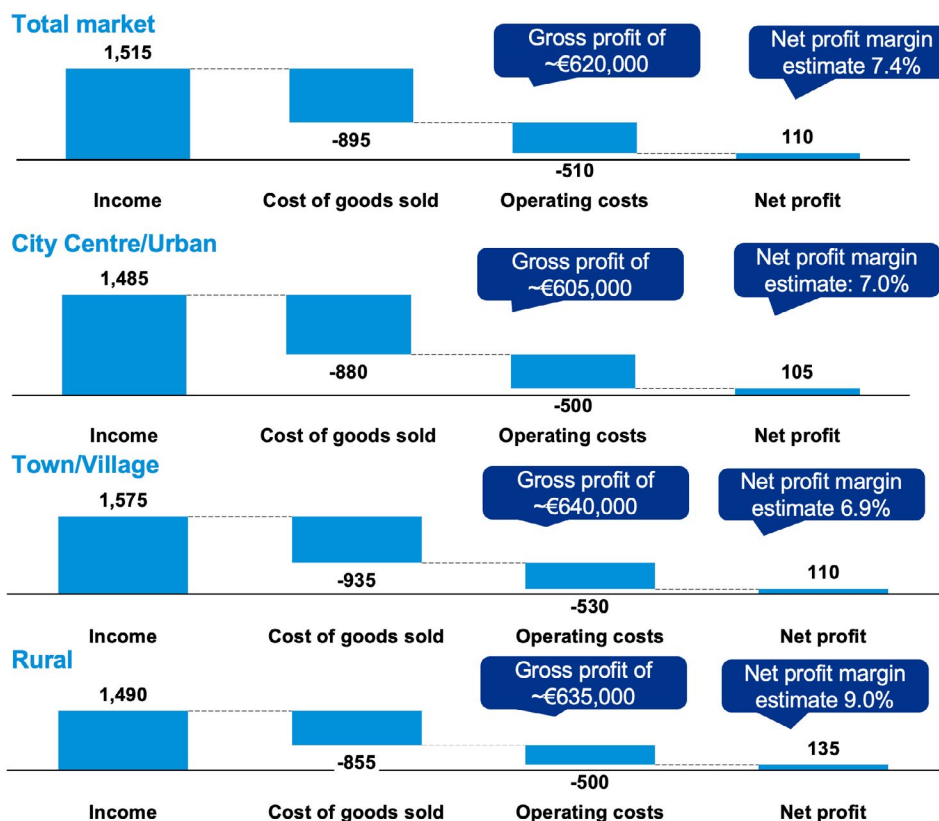 Total market
1,515
-895
-510
110
Gross profit of
~€620,000
Net profit margin
estimate 7.4%
Income
Cost of goods sold
Operating costs
Net profit
City Centre/Urban
1,485
-880
-500
105
Gross profit of
~€605,000
Net profit margin
estimate: 7.0%
Income
Cost of goods sold
Operating costs
Net profit
Town/Village
1,575
-935
-530
110
Gross profit of
~€640,000
Net profit margin
estimate 6.9%
Income
Cost of goods sold
Operating costs
Net profit
Rural
1,490
-855
-500
135
Gross profit of
~€635,000
Net profit margin
estimate 9.0%
Income
Cost of goods sold
Operating costs
Net profit